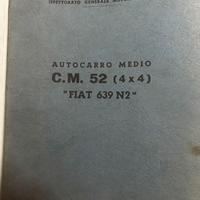 ISPETTORATO GENERALE
AUTOCARRO MEDIO
C.M. 52 (4x4)
"FIAT 639 N2"